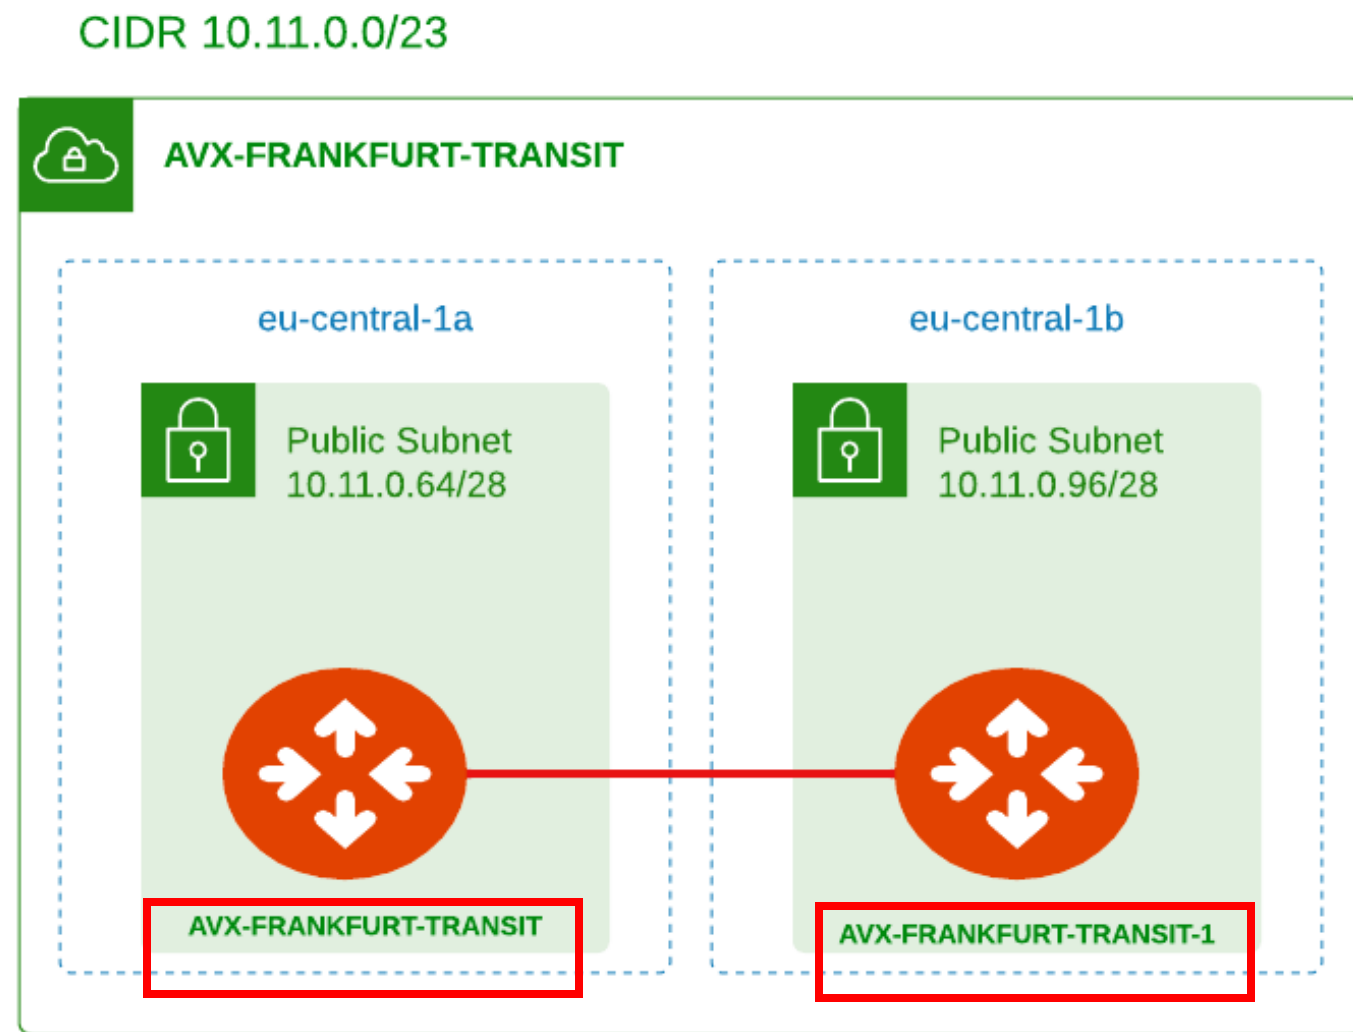 CIDR 10.11.0.0/23
AVX-FRANKFURT-TRANSIT
eu-central-1a
Public Subnet
10.11.0.64/28
AVX-FRANKFURT-TRANSIT
eu-central-1b
Public Subnet
10.11.0.96/28
AVX-FRANKFURT-TRANSIT-1